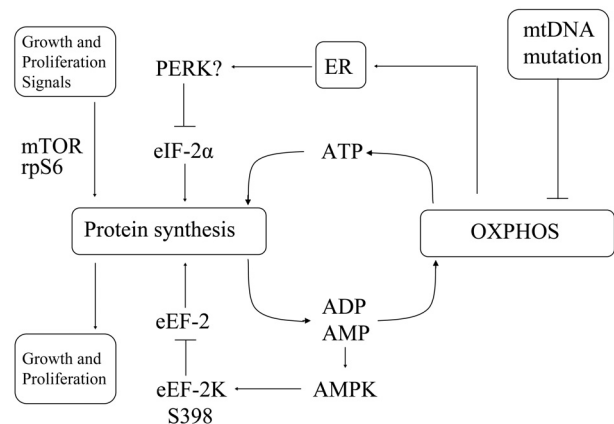 Growth and
Proliferation
Signals
PERK?
ER
mtDNA
mutation
mTOR
rpS6
eIF-2α
ATP
Protein synthesis
OXPHOS
ADP
AMP
eEF-2
Growth and
Proliferation
eEF-2K
S398
AMPK